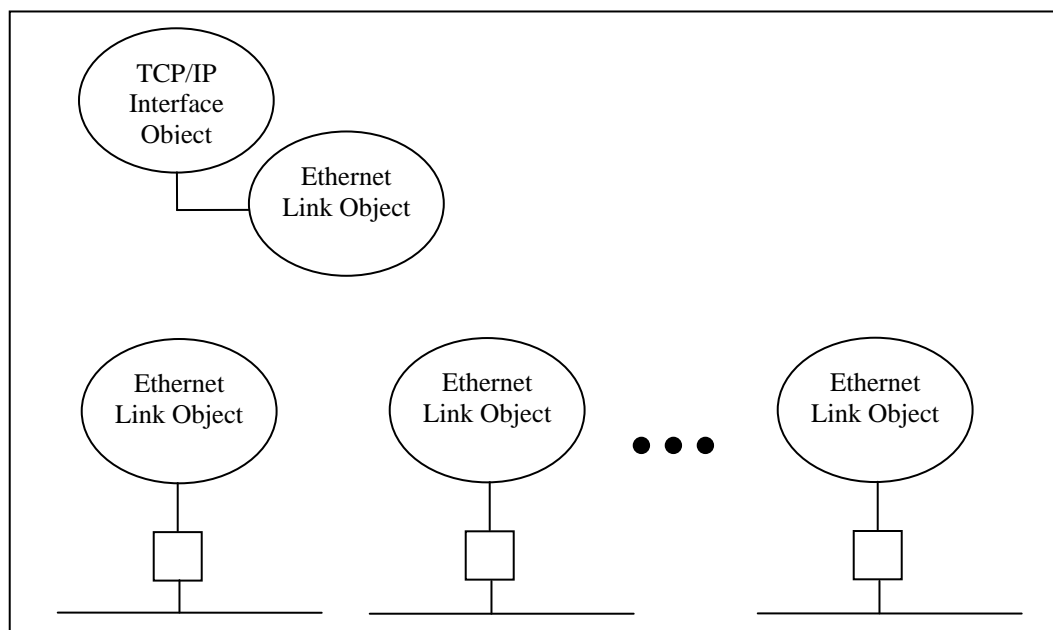 TCP/IP
Interface
Object
Ethernet
Link Object
Ethernet
Link Object
Ethernet
Link Object
Ethernet
Link Object